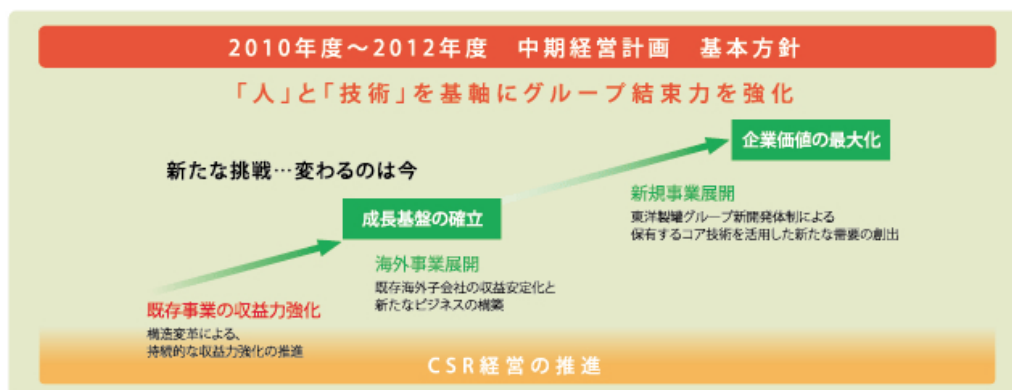 2010年度～2012年度　中期経営計画　基本方針
「人」と「技術」を基軸にグループ結束力を強化
企業価値の最大化
新たな挑戦…変わるのは今
新規事業展開
東洋製罐グループ新開発体制による
保有するコア技術を活用した新たな需要の創出
成長基盤の確立
海外事業展開
既存海外子会社の収益安定化と
新たなビジネスの構築
既存事業の収益力強化
構造変革による、
持続的な収益力強化の推進
CSR経営の推進